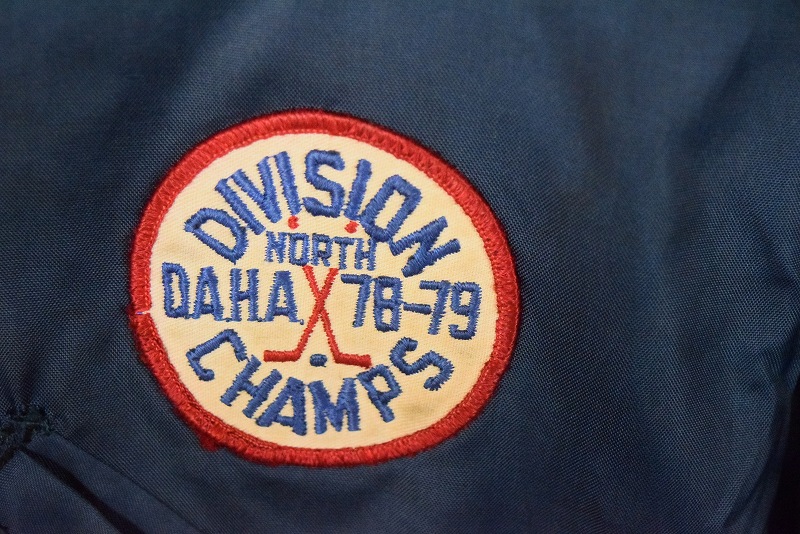 DIVISION
NORTH
D.A.H.A. 78-79
CHAMPS